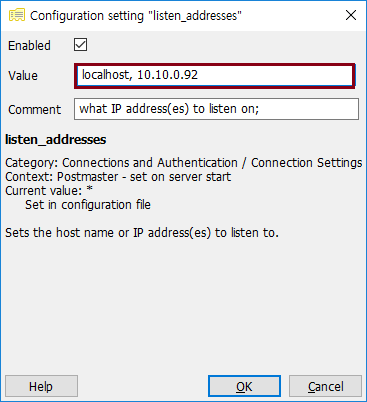 Configuration setting "listen_addresses"
Enabled
Value localhost, 10.10.0.92
Comment what IP address(es) to listen on;
listen_addresses
Category: Connections and Authentication / Connection Settings
Context: Postmaster - set on server start
Current value: *
Set in configuration file
Sets the host name or IP address(es) to listen to.
Help OK Cancel